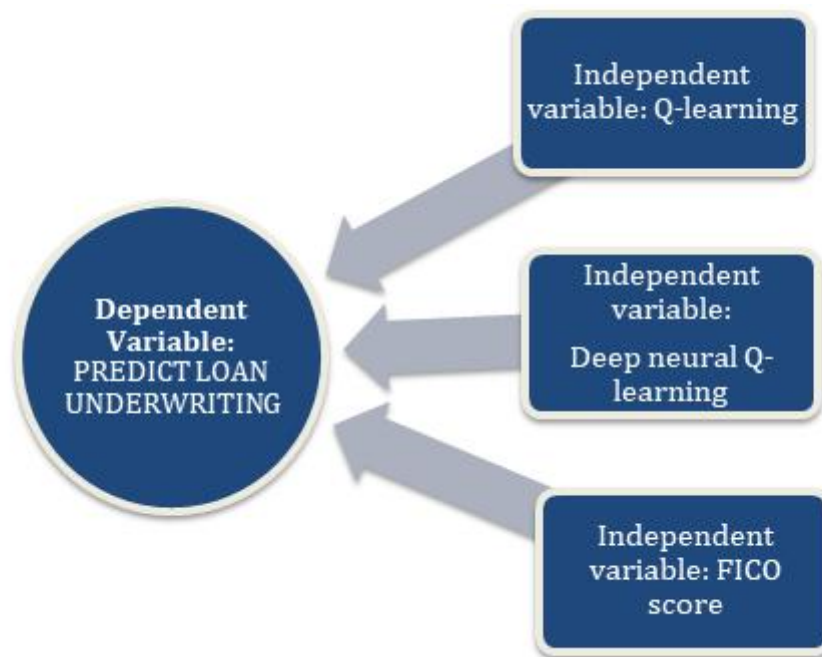 Independent
variable: Q-learning
Dependent
Variable:
PREDICT LOAN
UNDERWRITING
Independent
variable:
Deep neural Q-
learning
Independent
variable: FICO
score